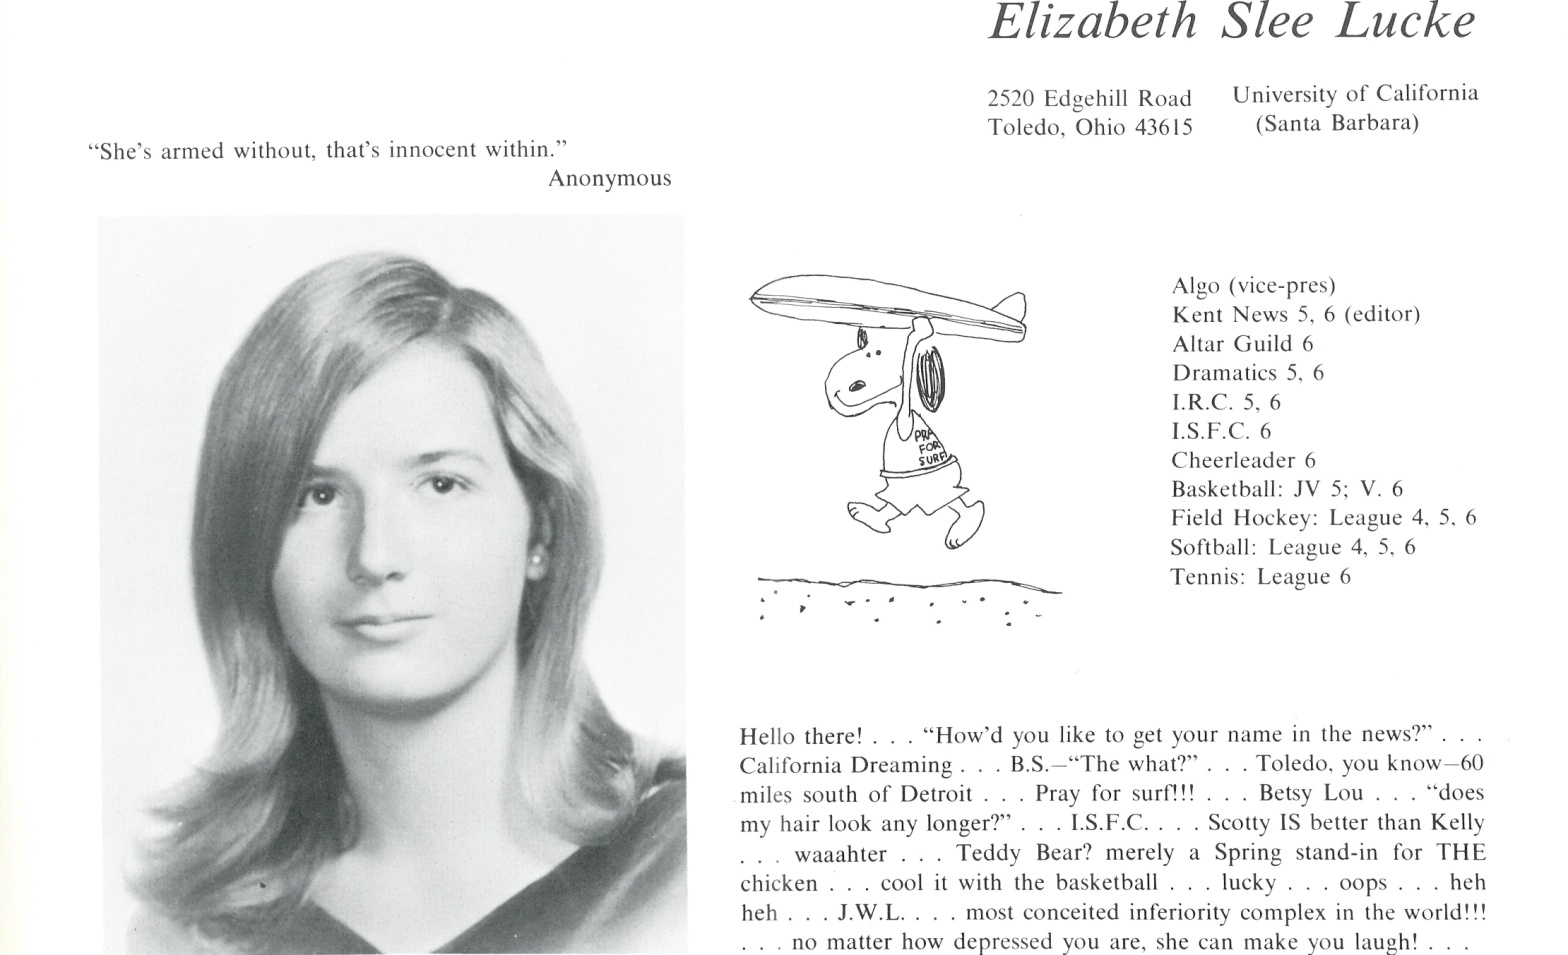 Elizabeth Slee Lucke
2520 Edgehill Road
Toledo, Ohio 43615
University of California
(Santa Barbara)
“She's armed without, that's innocent within.”
Anonymous
PRA
FOR
SURF
Algo (vice-pres)
Kent News 5, 6 (editor)
Altar Guild 6
Dramatics 5, 6
I.R.C. 5, 6
I.S.F.C. 6
Cheerleader 6
Basketball: JV 5; V. 6
Field Hockey: League 4, 5, 6
Softball: League 4, 5, 6
Tennis: League 6
Hello there! . . . “How'd you like to get your name in the news?” . . .
California Dreaming . . . B.S.—“The what?” . . . Toledo, you know—60
miles south of Detroit . . . Pray for surf!!! . . . Betsy Lou . . . “does
my hair look any longer?” . . . I.S.F.C. . . . Scotty IS better than Kelly
. . . waaahter . . . Teddy Bear? merely a Spring stand-in for THE
chicken . . . cool it with the basketball . . . lucky . . . oops . . . heh
heh . . . J.W.L. . . . most conceited inferiority complex in the world!!!
. . . no matter how depressed you are, she can make you laugh! . . .